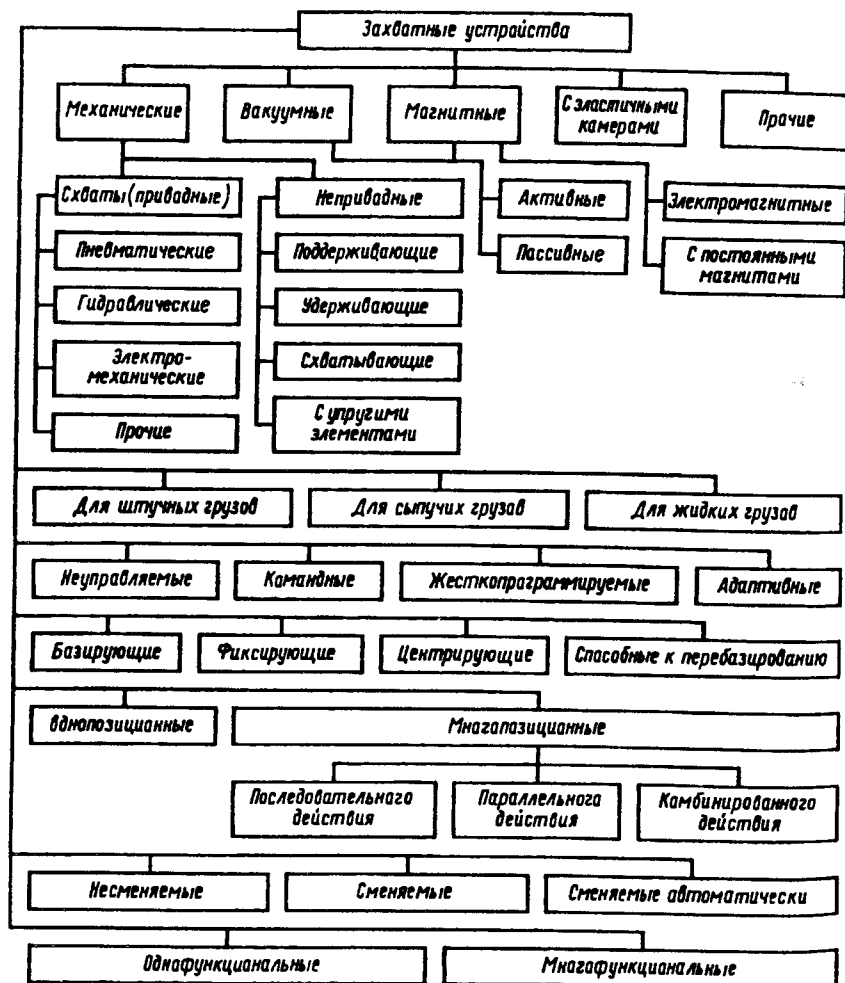 Захватные устройства
Механические
Вакуумные
Магнитные
С эластичными
камерами
Прочие
Схваты (приводные)
Неприводные
Активные
Электромагнитные
Пневматические
Поддерживающие
Пассивные
С постоянными
магнитами
Гидравлические
Удерживающие
Электро-
механические
Схватывающие
Прочие
С упругими
элементами
Для штучных грузов
Для сыпучих грузов
Для жидких грузов
Неуправляемые
Командные
Жесткопрограммируемые
Адаптивные
Базирующие
Фиксирующие
Центрирующие
Способные к перебазированию
Однопозиционные
Многопозиционные
Последовательного
действия
Параллельного
действия
Комбинированного
действия
Несменяемые
Сменяемые
Сменяемые автоматически
Однофункциональные
Многофункциональные